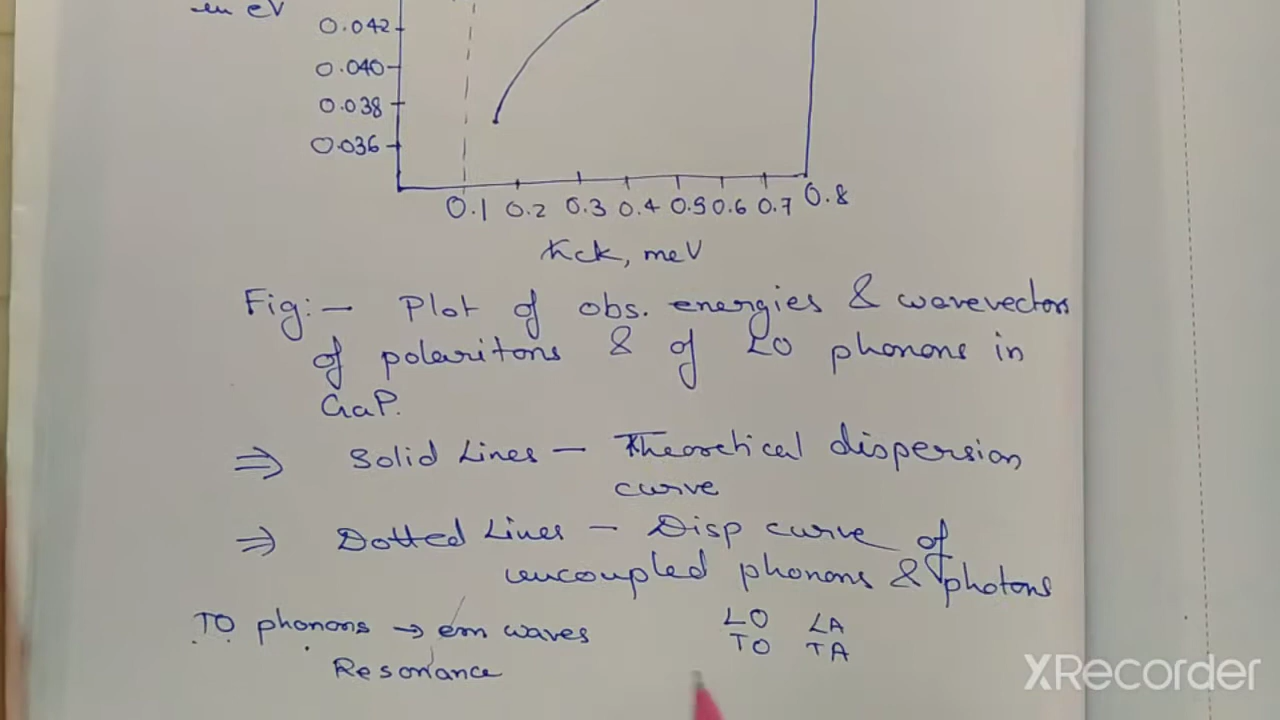 in eV
0.042
0.040
0.038
0.036
0.1 0.2 0.3 0.4 0.5 0.6 0.7 0.8
ħck, meV
Fig:- Plot of obs. energies & wavevectors
of polaritons & of LO phonons in
GaP.
⇒ Solid Lines - Theoretical dispersion
curve
⇒ Dotted Lines - Disp curve of
uncoupled phonons & photons
TO phonons → em waves
Resonance
LO LA
TO TA
XRecorder